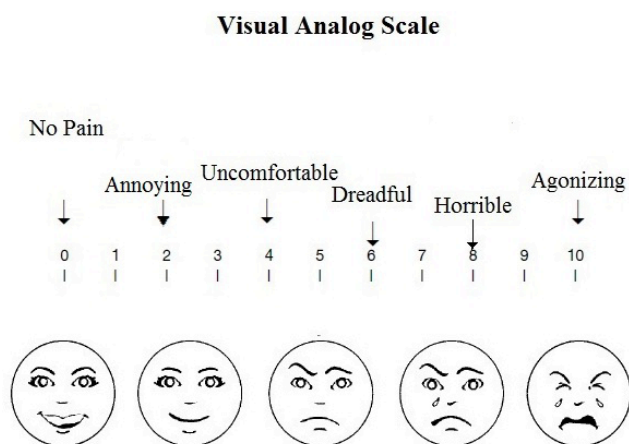 Visual Analog Scale
No Pain
Annoying
Uncomfortable
Dreadful
Horrible
Agonizing
0 1 2 3 4 5 6 7 8 9 10